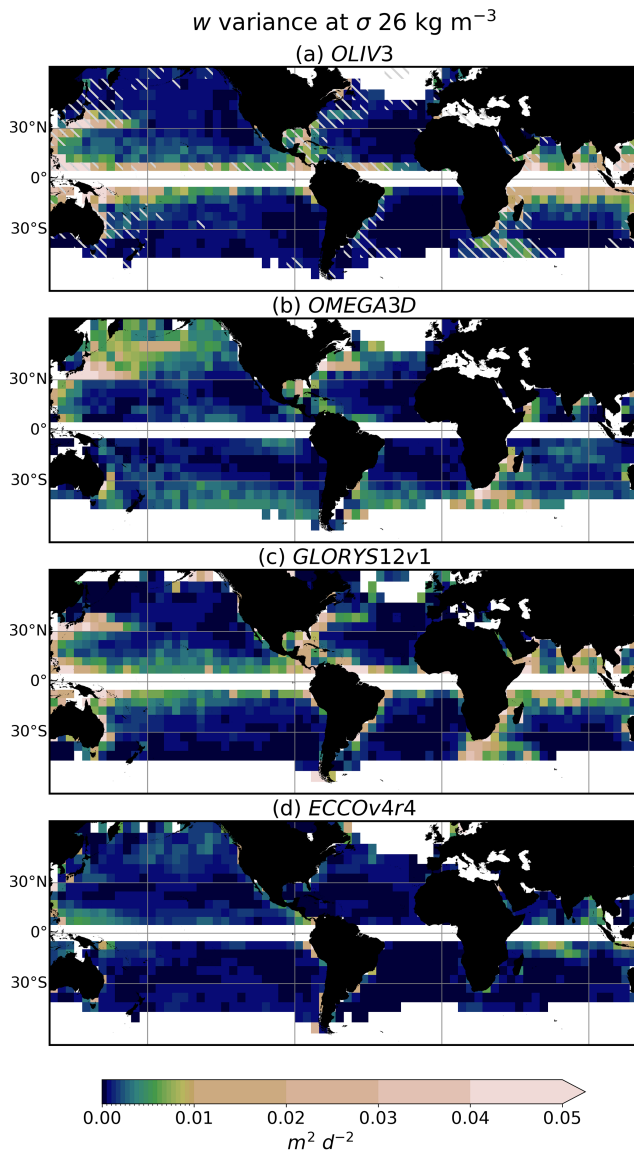 w variance at σ 26 kg m⁻³
(a) OLIV3
30°N
0°
30°S
(b) OMEGA3D
30°N
0°
30°S
(c) GLORYS12v1
30°N
0°
30°S
(d) ECCOv4r4
30°N
0°
30°S
0.00 0.01 0.02 0.03 0.04 0.05
m² d⁻²